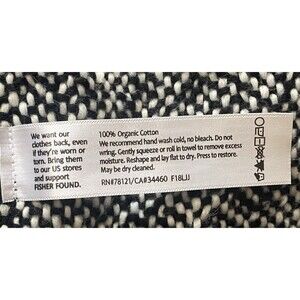 We want our
clothes back, even
if they're worn or
torn. Bring them
to our US stores
and support
FISHER FOUND.
100% Organic Cotton
We recommend hand wash cold, no bleach. Do not
wring. Gently squeeze or roll in towel to remove excess
moisture. Reshape and lay flat to dry. Press to restore.
May be dry cleaned.
RN#78121/CA#34460 F18LJJ